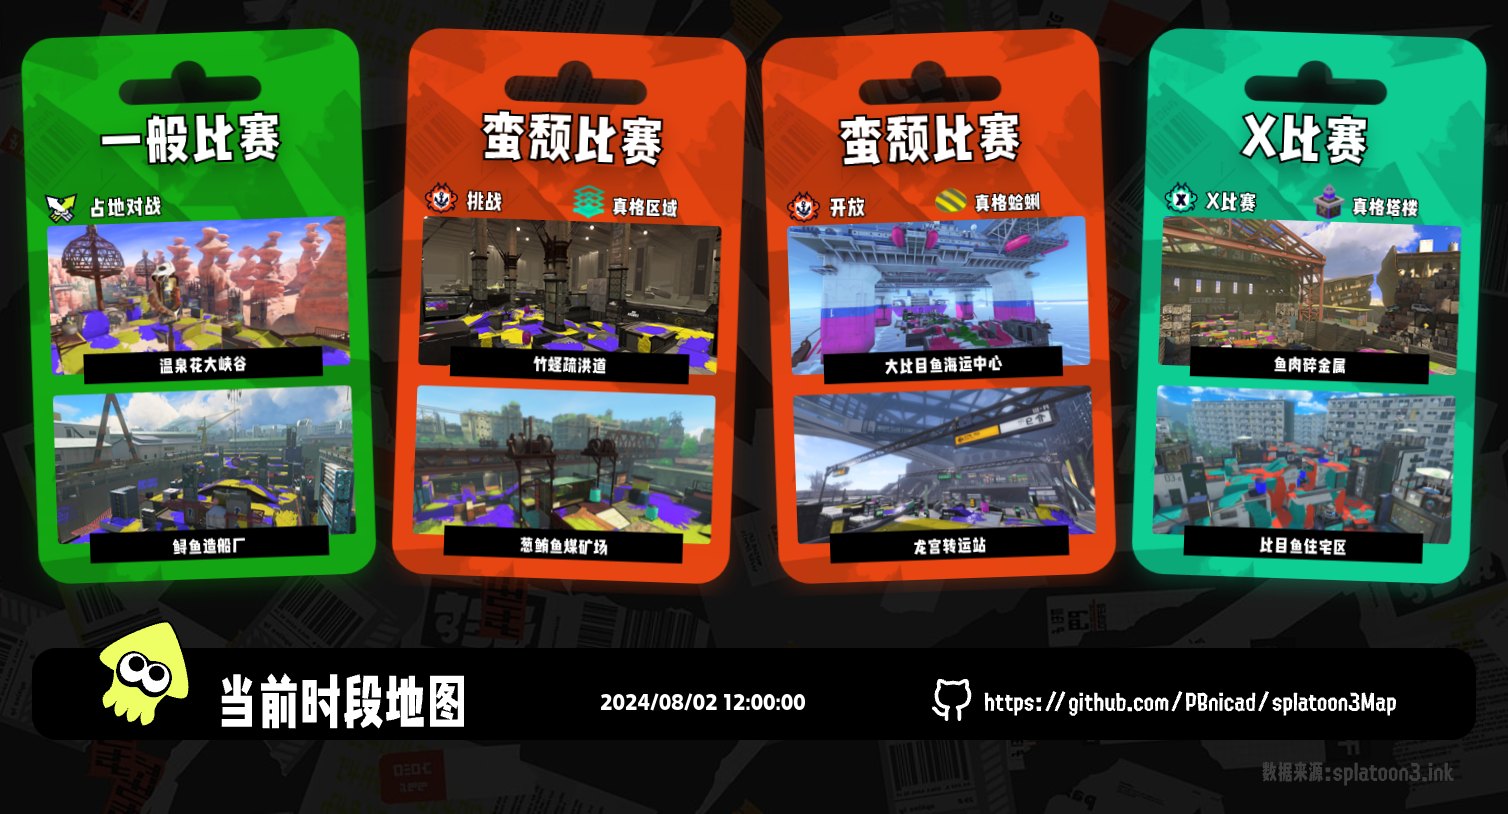 一般比赛
占地对战
温泉花大峡谷
鲟鱼造船厂
蛮颓比赛
挑战
真格区域
竹蛏疏洪道
葱鲔鱼煤矿场
蛮颓比赛
开放
真格蛤蜊
大比目鱼海运中心
龙宫转运站
X比赛
X比赛
真格塔楼
鱼肉碎金属
比目鱼住宅区
当前时段地图
2024/08/02 12:00:00
https://github.com/PBnicad/splatoon3Map
数据来源:splatoon3.ink